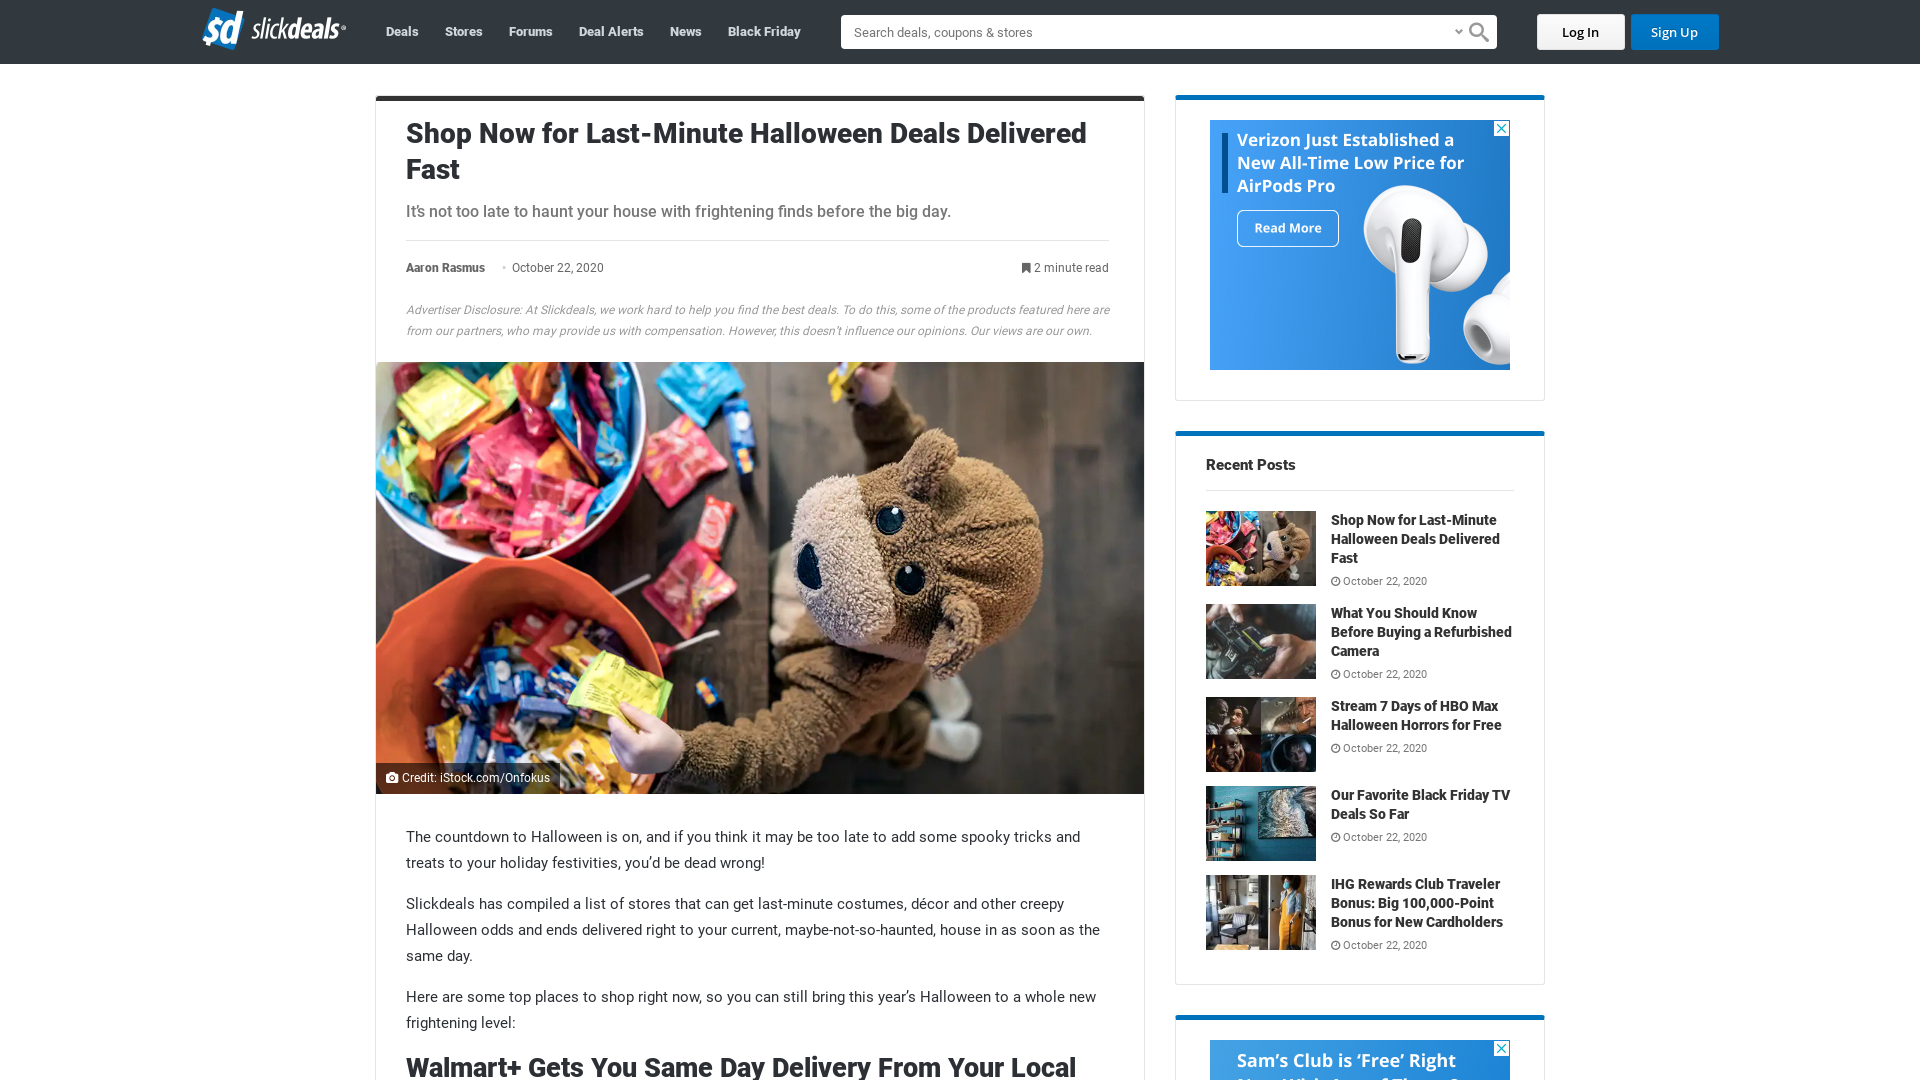 sd slickdeals®
Deals
Stores
Forums
Deal Alerts
News
Black Friday
Search deals, coupons & stores
Log In
Sign Up
Shop Now for Last-Minute Halloween Deals Delivered
Fast
It’s not too late to haunt your house with frightening finds before the big day.
Aaron Rasmus • October 22, 2020
2 minute read
Advertiser Disclosure: At Slickdeals, we work hard to help you find the best deals. To do this, some of the products featured here are
from our partners, who may provide us with compensation. However, this doesn’t influence our opinions. Our views are our own.
Credit: iStock.com/Onfokus
The countdown to Halloween is on, and if you think it may be too late to add some spooky tricks and
treats to your holiday festivities, you’d be dead wrong!
Slickdeals has compiled a list of stores that can get last-minute costumes, décor and other creepy
Halloween odds and ends delivered right to your current, maybe-not-so-haunted, house in as soon as the
same day.
Here are some top places to shop right now, so you can still bring this year’s Halloween to a whole new
frightening level:
Walmart+ Gets You Same Day Delivery From Your Local
Verizon Just Established a
New All-Time Low Price for
AirPods Pro
Read More
Recent Posts
Shop Now for Last-Minute
Halloween Deals Delivered
Fast
October 22, 2020
What You Should Know
Before Buying a Refurbished
Camera
October 22, 2020
Stream 7 Days of HBO Max
Halloween Horrors for Free
October 22, 2020
Our Favorite Black Friday TV
Deals So Far
October 22, 2020
IHG Rewards Club Traveler
Bonus: Big 100,000-Point
Bonus for New Cardholders
October 22, 2020
Sam’s Club is ‘Free’ Right